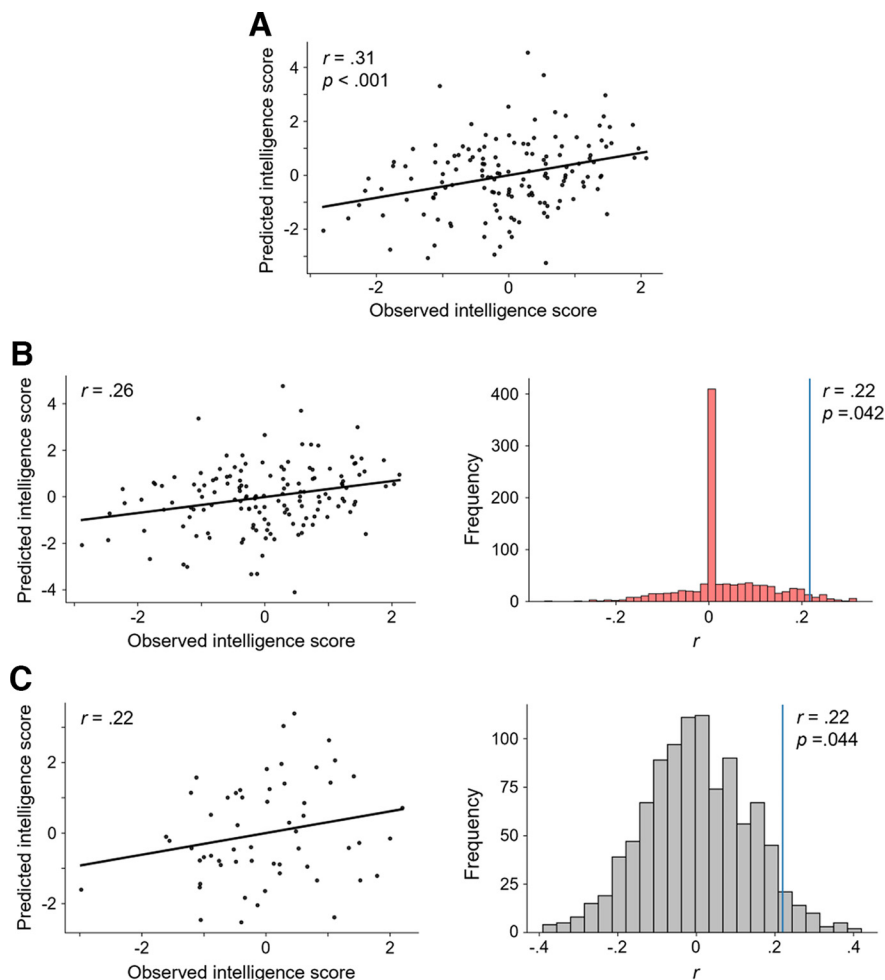 A
r = .31
p < .001
Predicted intelligence score
4
2
0
-2
-2 0 2
Observed intelligence score
B
r = .26
Predicted intelligence score
4
2
0
-2
-4
-2 0 2
Observed intelligence score
r = .22
p =.042
Frequency
400
300
200
100
0
-.2 0 .2
r
C
r = .22
Predicted intelligence score
2
0
-2
-2 0 2
Observed intelligence score
r = .22
p =.044
Frequency
100
75
50
25
0
-.4 -.2 0 .2 .4
r